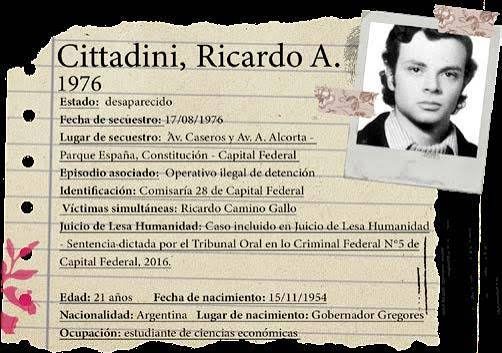 Cittadini, Ricardo A.
1976
Estado: desaparecido
Fecha de secuestro: 17/08/1976
Lugar de secuestro: Av. Caseros y Av. A. Alcorta -
Parque España, Constitución - Capital Federal
Episodio asociado: Operativo ilegal de detención
Identificación: Comisaría 28 de Capital Federal
Víctimas simultáneas: Ricardo Camino Gallo
Juicio de Lesa Humanidad: Caso incluido en Juicio de Lesa Humanidad
- Sentencia dictada por el Tribunal Oral en lo Criminal Federal N°5 de
Capital Federal, 2016.
Edad: 21 años Fecha de nacimiento: 15/11/1954
Nacionalidad: Argentina Lugar de nacimiento: Gobernador Gregores
Ocupación: estudiante de ciencias económicas